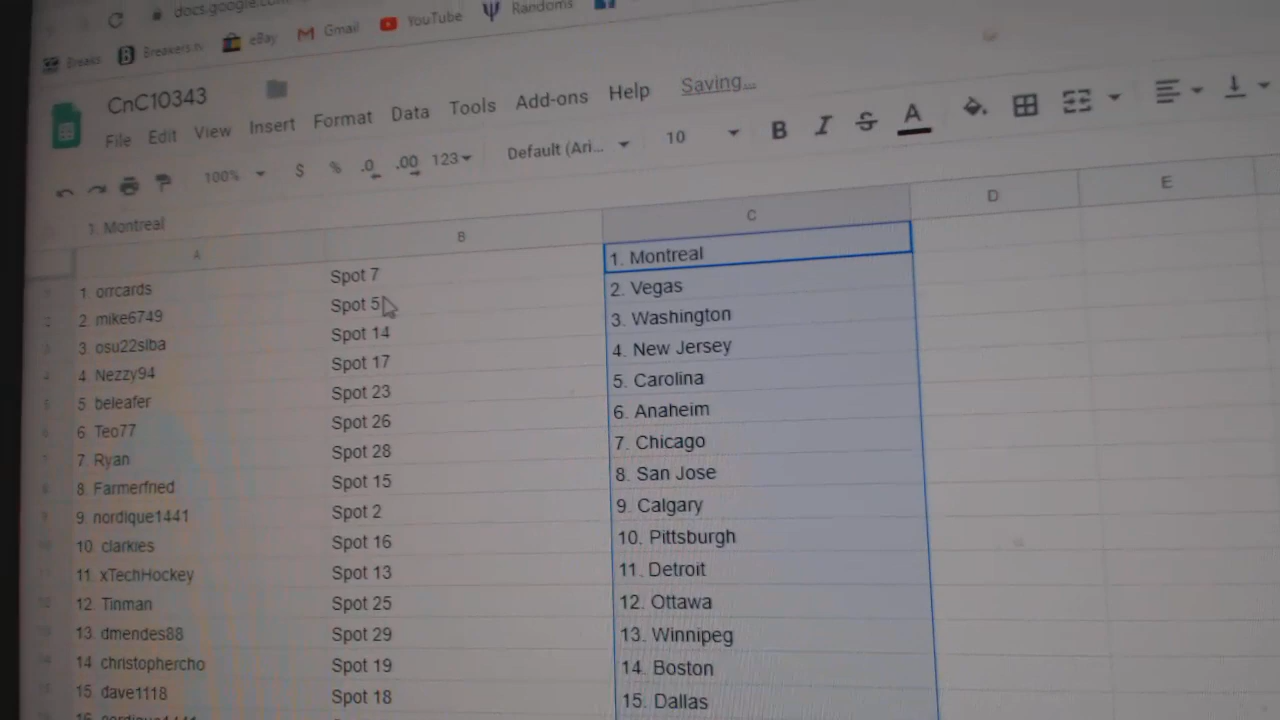 docs.google.com
Breaks Breakers.tv eBay Gmail YouTube Randoms
CnC10343
File Edit View Insert Format Data Tools Add-ons Help Saving...
100% $ % .0 .00 123 Default (Ari... 10 B I S A
1. Montreal
A B C D E
1. orrcards Spot 7 1. Montreal
2. mike6749 Spot 5 2. Vegas
3. osu22slba Spot 14 3. Washington
4. Nezzy94 Spot 17 4. New Jersey
5. beleafer Spot 23 5. Carolina
6. Teo77 Spot 26 6. Anaheim
7. Ryan Spot 28 7. Chicago
8. Farmerfried Spot 15 8. San Jose
9. nordique1441 Spot 2 9. Calgary
10. clarkies Spot 16 10. Pittsburgh
11. xTechHockey Spot 13 11. Detroit
12. Tinman Spot 25 12. Ottawa
13. dmendes88 Spot 29 13. Winnipeg
14. christophercho Spot 19 14. Boston
15. dave1118 Spot 18 15. Dallas
16. nordique1441